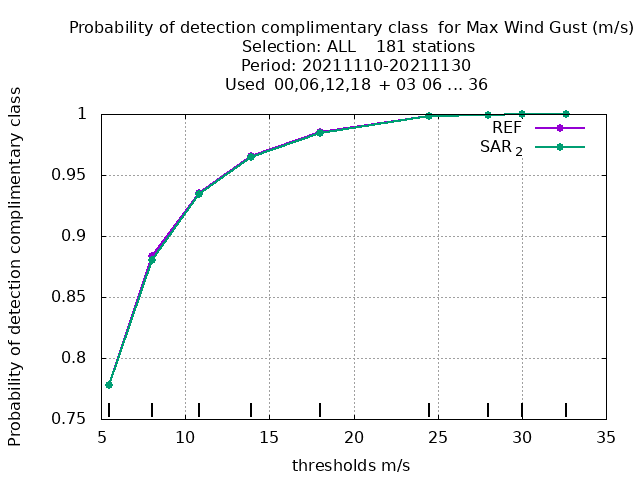 Probability of detection complimentary class  for Max Wind Gust (m/s)
Selection: ALL    181 stations
Period: 20211110-20211130
Used  00,06,12,18  + 03 06 ... 36
Probability of detection complimentary class
1
0.95
0.9
0.85
0.8
0.75
REF
SAR 2
5 10 15 20 25 30 35
thresholds m/s